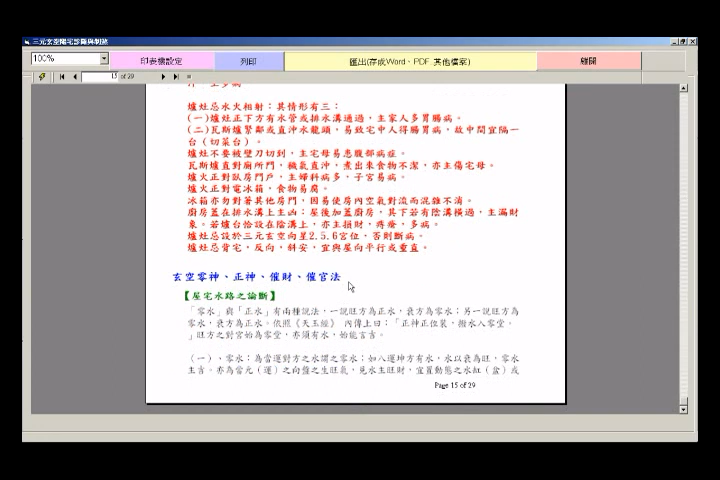 三元玄空陽宅診斷與制煞
100%
印表機設定
列印
匯出(存成Word、PDF..其他檔案)
離開
15 of 29
爐灶忌水火相射：其情形有三：
(一)爐灶正下方有水管或排水溝通過，主家人多胃腸病。
(二)瓦斯爐緊鄰或直沖水龍頭，易致宅中人得腸胃病，故中間宜隔一
台(切菜台)。
爐灶不要被壁刀切到，主宅母易患腹部病症。
瓦斯爐直對廁所門，穢氣直沖，煮出來食物不潔，亦主傷宅母。
爐火正對臥房門戶，主婦科病多，子宮易病。
爐火正對電冰箱，食物易腐。
冰箱亦勿對著其他房門，因易使房內空氣對流而混雜不清。
廚房蓋在排水溝上主凶：屋後加蓋廚房，其下若有陰溝橫過，主漏財
象。若爐台恰設在陰溝上，亦主損財，疼瘡，多病。
爐灶忌設於三元玄空向星2,5,6宮位，否則斷病。
爐灶忌背宅，反向，斜安，宜與屋向平行或垂直。
玄空零神、正神、催財、催官法
【屋宅水路之論斷】
「零水」與「正水」有兩種說法，一說旺方為正水，衰方為零水；另一說旺方為
零水，衰方為正水。依照《天玉經》 內傳上曰：「正神正位裝，撥水入零堂。
」旺方之對宮始為零堂，亦須有水，始能言吉。
(一)、零水：為當運對方之水謂之零水；如八運坤方有水，水以衰為旺，零水
主吉。亦為當元(運)之向盤之生旺氣，見水主旺財，宜置動態之水缸(盆)或
Page 15 of 29